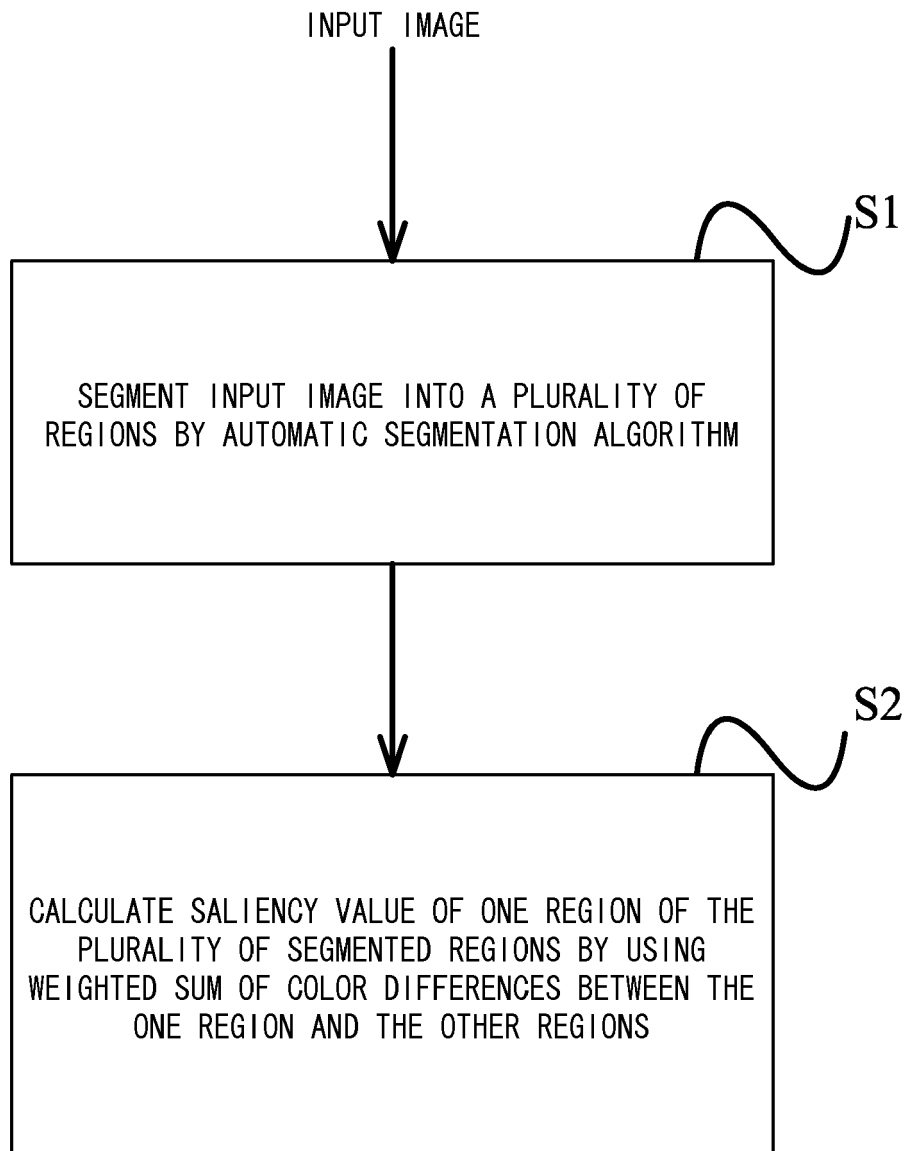 INPUT IMAGE
S1
SEGMENT INPUT IMAGE INTO A PLURALITY OF
REGIONS BY AUTOMATIC SEGMENTATION ALGORITHM
S2
CALCULATE SALIENCY VALUE OF ONE REGION OF THE
PLURALITY OF SEGMENTED REGIONS BY USING
WEIGHTED SUM OF COLOR DIFFERENCES BETWEEN THE
ONE REGION AND THE OTHER REGIONS